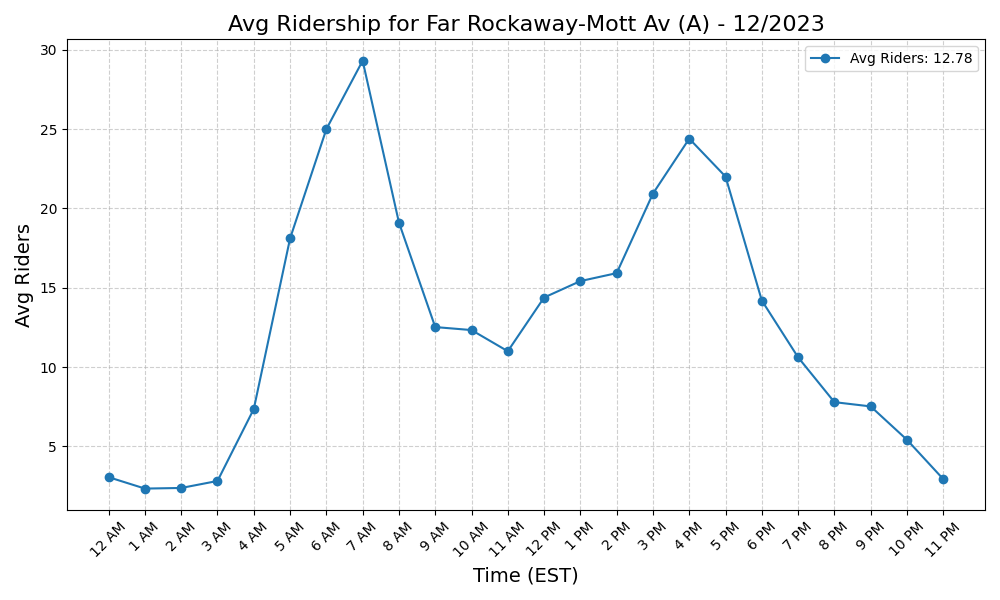 Avg Ridership for Far Rockaway-Mott Av (A) - 12/2023
Avg Riders: 12.78
30
25
20
15
10
5
Avg Riders
12 AM
1 AM
2 AM
3 AM
4 AM
5 AM
6 AM
7 AM
8 AM
9 AM
10 AM
11 AM
12 PM
1 PM
2 PM
3 PM
4 PM
5 PM
6 PM
7 PM
8 PM
9 PM
10 PM
11 PM
Time (EST)